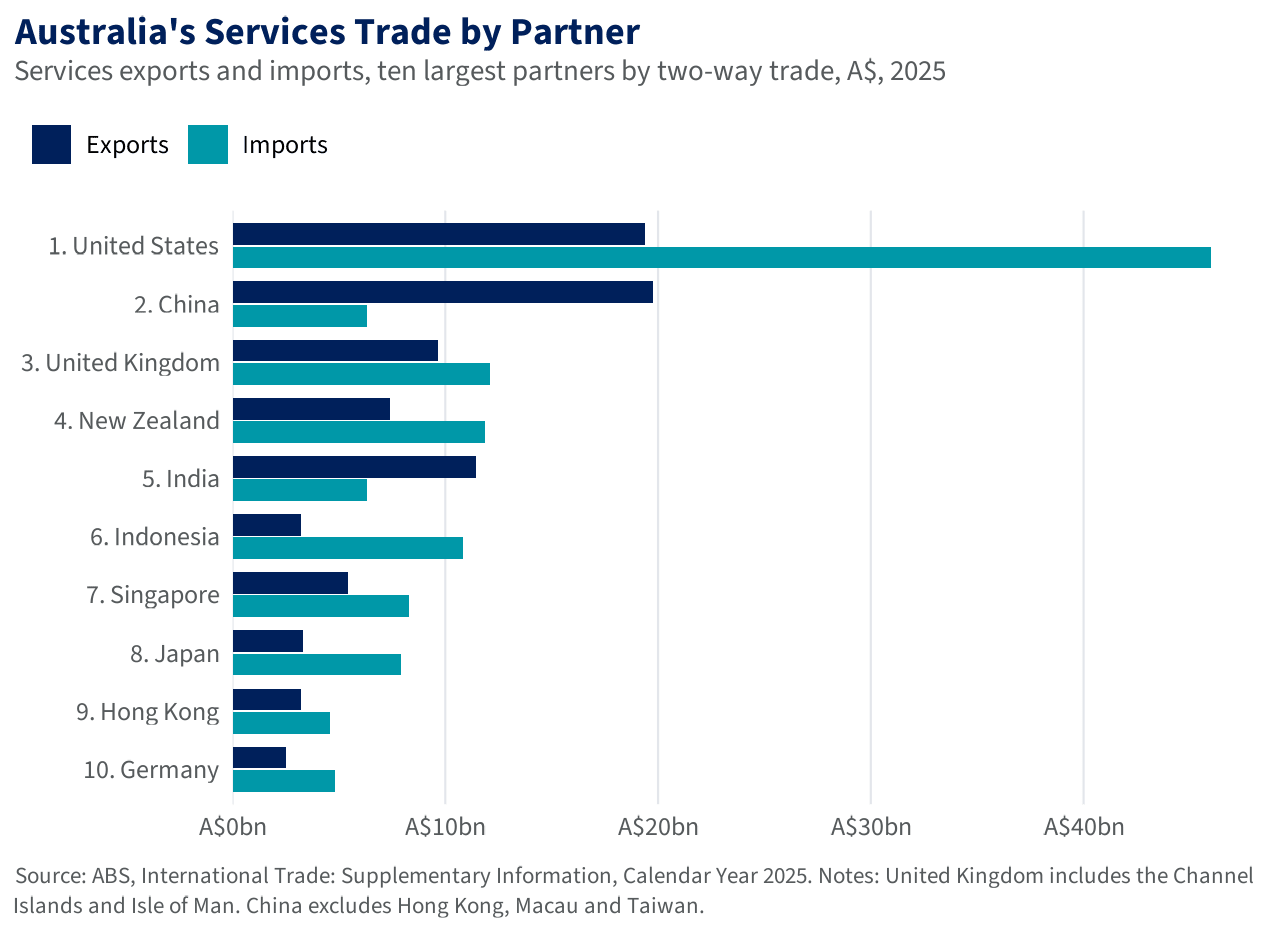 Australia's Services Trade by Partner
Services exports and imports, ten largest partners by two-way trade, A$, 2025
Exports Imports
1. United States
2. China
3. United Kingdom
4. New Zealand
5. India
6. Indonesia
7. Singapore
8. Japan
9. Hong Kong
10. Germany
A$0bn A$10bn A$20bn A$30bn A$40bn
Source: ABS, International Trade: Supplementary Information, Calendar Year 2025. Notes: United Kingdom includes the Channel
Islands and Isle of Man. China excludes Hong Kong, Macau and Taiwan.